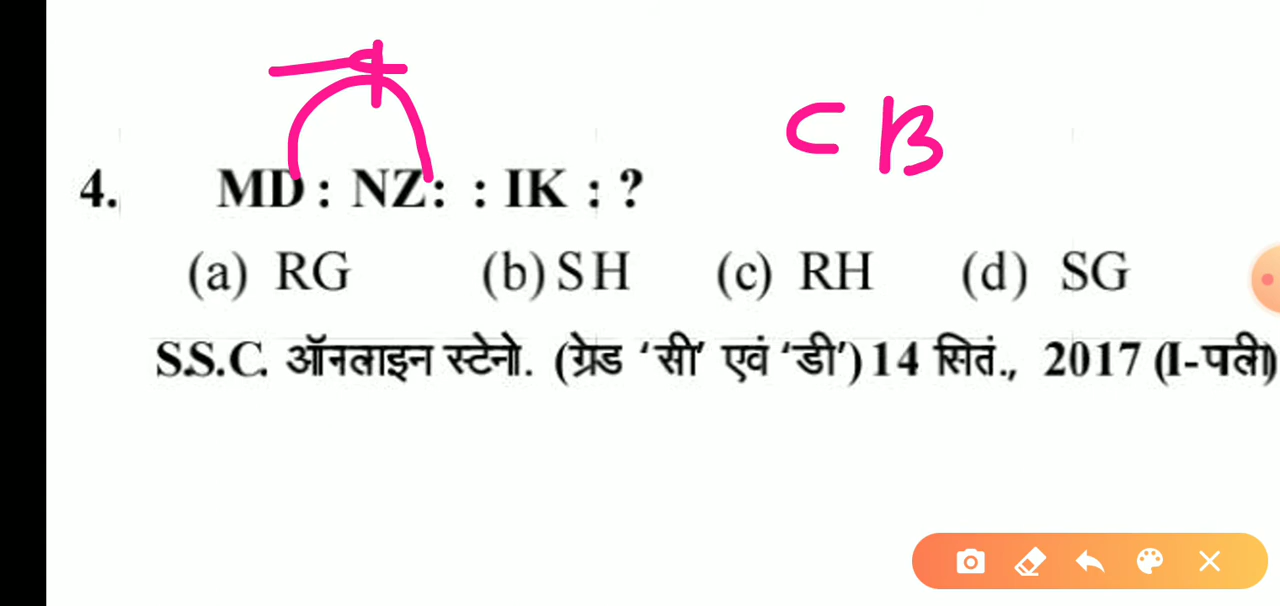 C B
4. MD : NZ : : IK : ?
(a) RG (b) SH (c) RH (d) SG
S.S.C. ऑनलाइन स्टेनो. (ग्रेड ‘सी’ एवं ‘डी’) 14 सितं., 2017 (I-पाली)